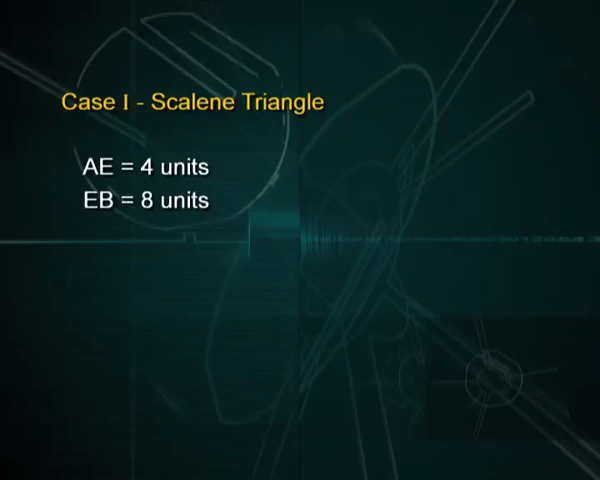 Case I - Scalene Triangle
AE = 4 units
EB = 8 units